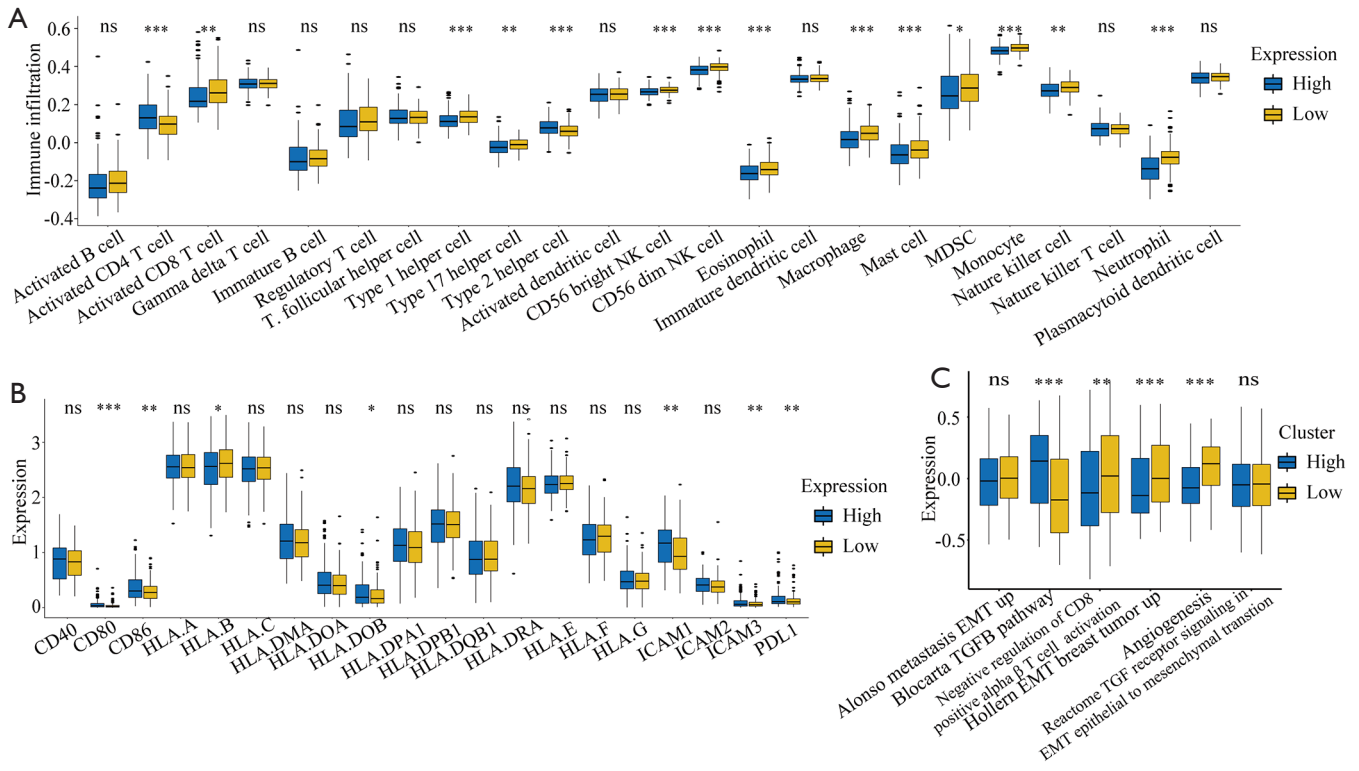 A
ns *** ** ns ns ns ns *** ** *** ns *** *** *** ns *** *** * *** ** ns *** ns
Immune infiltration
0.6
0.4
0.2
0.0
-0.2
-0.4
Activated B cell
Activated CD4 T cell
Activated CD8 T cell
Gamma delta T cell
Immature B cell
Regulatory T cell
T. follicular helper cell
Type 1 helper cell
Type 17 helper cell
Type 2 helper cell
Activated dendritic cell
CD56 bright NK cell
CD56 dim NK cell
Eosinophil
Immature dendritic cell
Macrophage
Mast cell
MDSC
Monocyte
Nature killer cell
Nature killer T cell
Neutrophil
Plasmacytoid dendritic cell
Expression
High
Low
B
ns *** ** ns * ns ns ns * ns ns ns ns ns ns ns ** ns ** **
Expression
3
2
1
0
CD40
CD80
CD86
HLA.A
HLA.B
HLA.C
HLA.DMA
HLA.DOA
HLA.DOB
HLA.DPA1
HLA.DPB1
HLA.DQB1
HLA.DRA
HLA.E
HLA.F
HLA.G
ICAM1
ICAM2
ICAM3
PDL1
Expression
High
Low
C
ns *** ** *** *** ns
Expression
0.5
0.0
-0.5
Alonso metastasis EMT up
Blocarta TGFB pathway
Negative regulation of CD8
positive alpha β T cell activation
Hollern EMT breast tumor up
Angiogenesis
Reactome TGF receptor signaling in
EMT epithelial to mesenchymal transtion
Cluster
High
Low